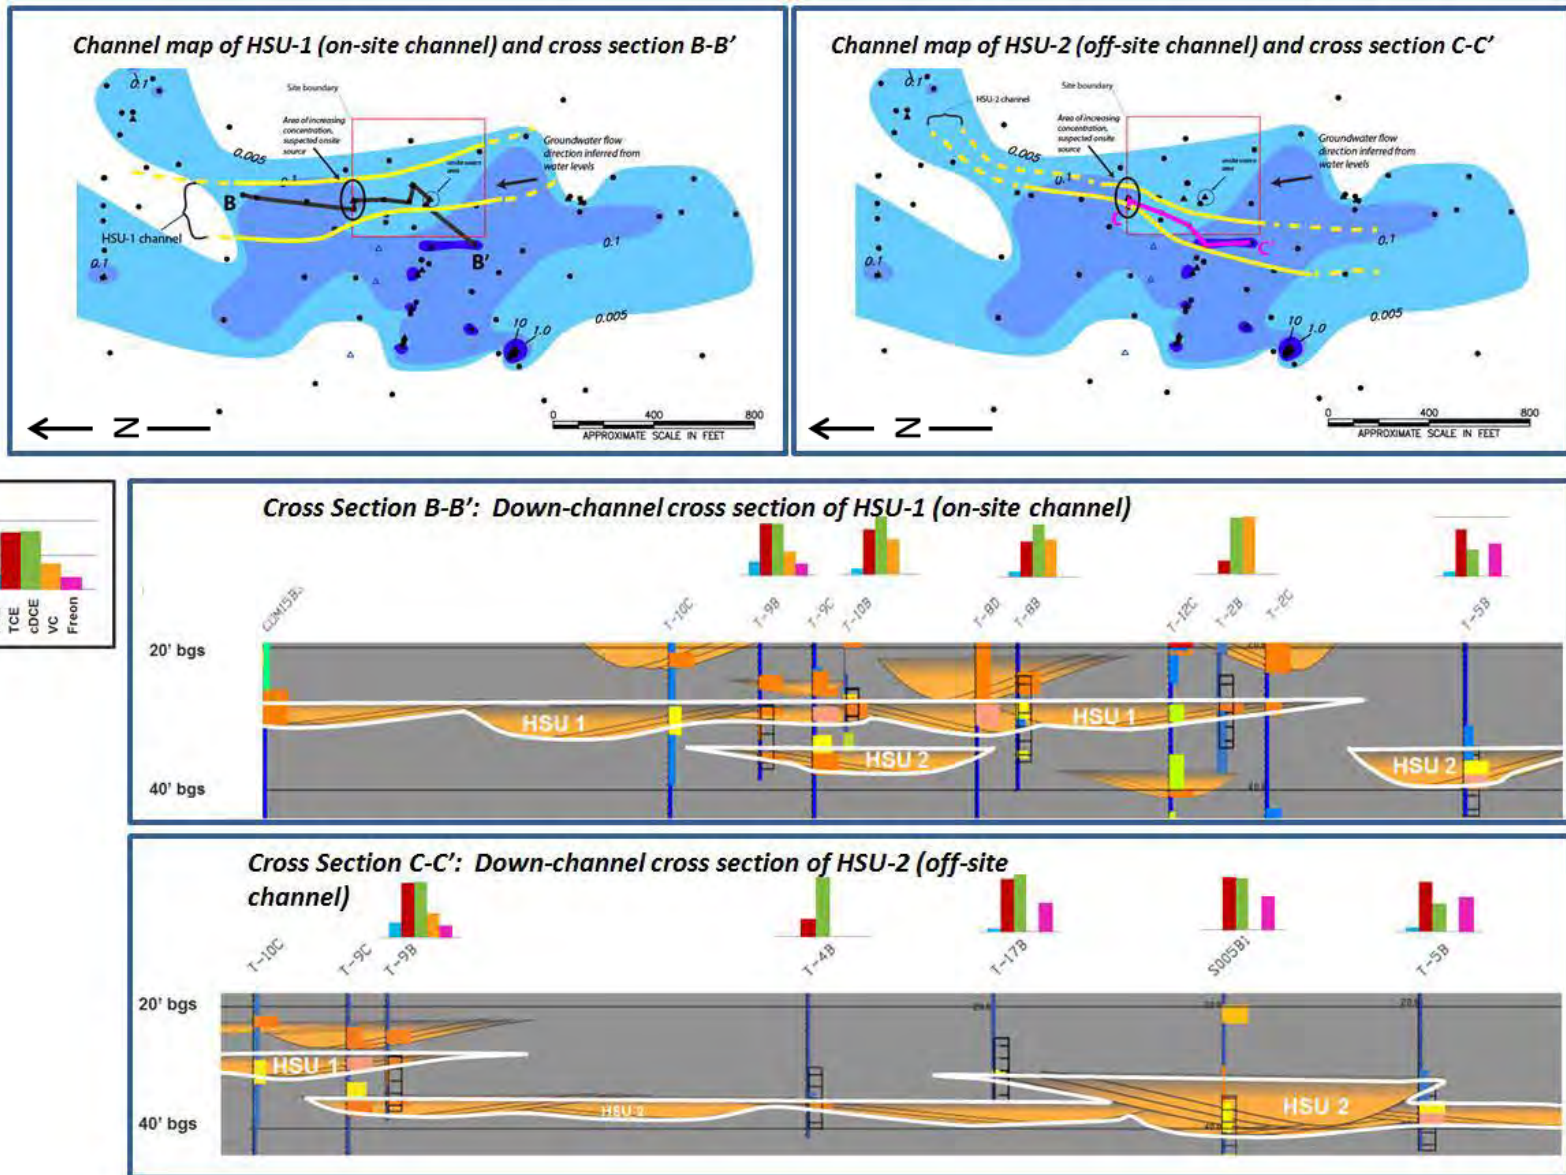 Channel map of HSU-1 (on-site channel) and cross section B-B’
0.1
Site boundary
Area of increasing
concentration,
suspected onsite
source
0.005
0.1
Groundwater flow
direction inferred from
water levels
onsite source
area
B
HSU-1 channel
B’
0.1
0.1
10
1.0
0.005
N
0
400
800
APPROXIMATE SCALE IN FEET
Channel map of HSU-2 (off-site channel) and cross section C-C’
0.1
HSU-2 channel
Site boundary
Area of increasing
concentration,
suspected onsite
source
0.005
0.1
Groundwater flow
direction inferred from
water levels
onsite source
area
C
C’
0.1
0.1
10
1.0
0.005
N
0
400
800
APPROXIMATE SCALE IN FEET
TCE
cDCE
VC
Freon
Cross Section B-B’: Down-channel cross section of HSU-1 (on-site channel)
T-10C
T-9B
T-9C
T-10B
T-8D
T-8B
T-12C
T-2B
T-2C
T-5B
20’ bgs
HSU 1
HSU 1
HSU 2
HSU 2
40’ bgs
Cross Section C-C’: Down-channel cross section of HSU-2 (off-site
channel)
T-10C
T-9C
T-9B
T-4B
T-17B
S005B1
T-5B
20’ bgs
HSU 1
HSU 2
HSU 2
40’ bgs